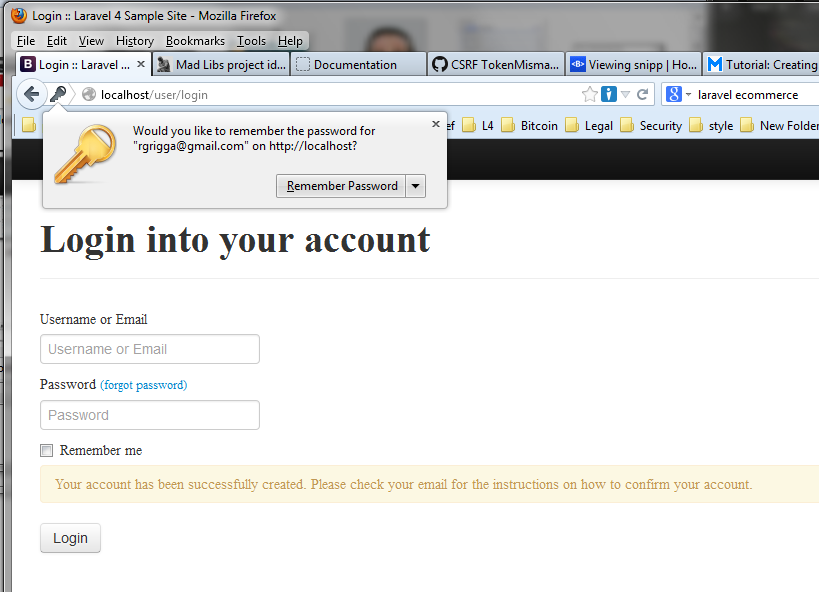 Login :: Laravel 4 Sample Site - Mozilla Firefox
File Edit View History Bookmarks Tools Help
Login :: Laravel ... Mad Libs project id... Documentation CSRF TokenMisma... Viewing snipp | Ho... Tutorial: Creating
localhost/user/login laravel ecommerce
ef L4 Bitcoin Legal Security style New Folder
Would you like to remember the password for
"rgrigga@gmail.com" on http://localhost?
Remember Password
Login into your account
Username or Email
Username or Email
Password (forgot password)
Password
Remember me
Your account has been successfully created. Please check your email for the instructions on how to confirm your account.
Login